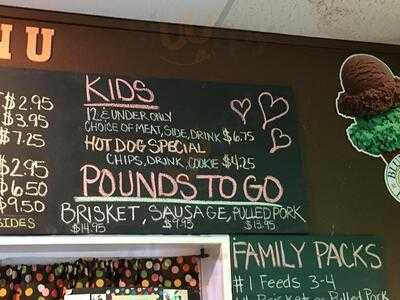 IU
$2.95
$3.95
$7.25
$2.95
$6.50
$9.50
SIDES
KIDS
12 & UNDER ONLY
CHOICE OF MEAT, SIDE, DRINK $6.75
HOT DOG SPECIAL
CHIPS, DRINK, COOKIE $4.25
POUNDS TO GO
BRISKET, SAUSAGE, PULLED PORK
$14.95 $9.95 $13.95
FAMILY PACKS
#1 Feeds 3-4